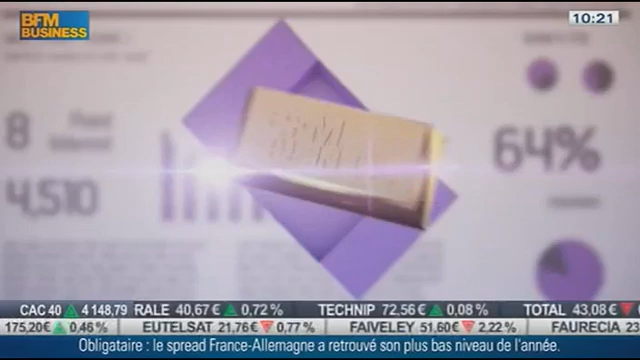 BFM
BUSINESS
10:21
8
4,510
64%
CAC 40 4 148,79 RALE 40,67 € 0,72 % TECHNIP 72,56 € 0,08 % TOTAL 43,08 €
175,20 € 0,46 % EUTELSAT 21,76 € 0,77 % FAIVELEY 51,60 € 2,22 % FAURECIA 23
Obligataire : le spread France-Allemagne a retrouvé son plus bas niveau de l'année.